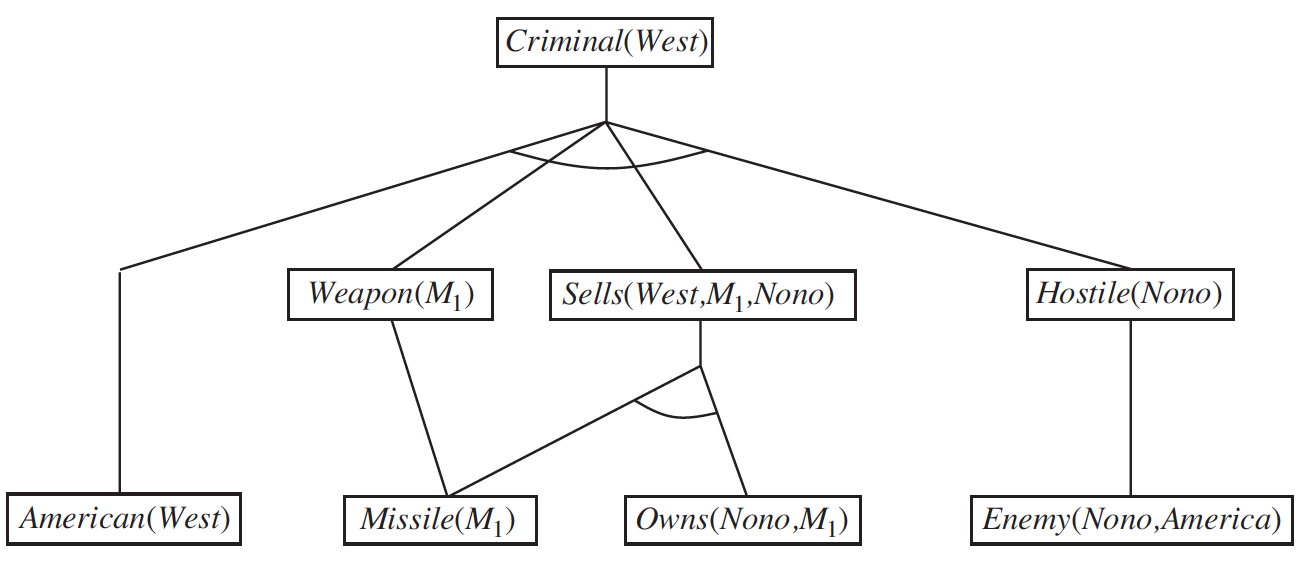 Criminal(West)
Weapon(M₁)
Sells(West,M₁,Nono)
Hostile(Nono)
American(West)
Missile(M₁)
Owns(Nono,M₁)
Enemy(Nono,America)